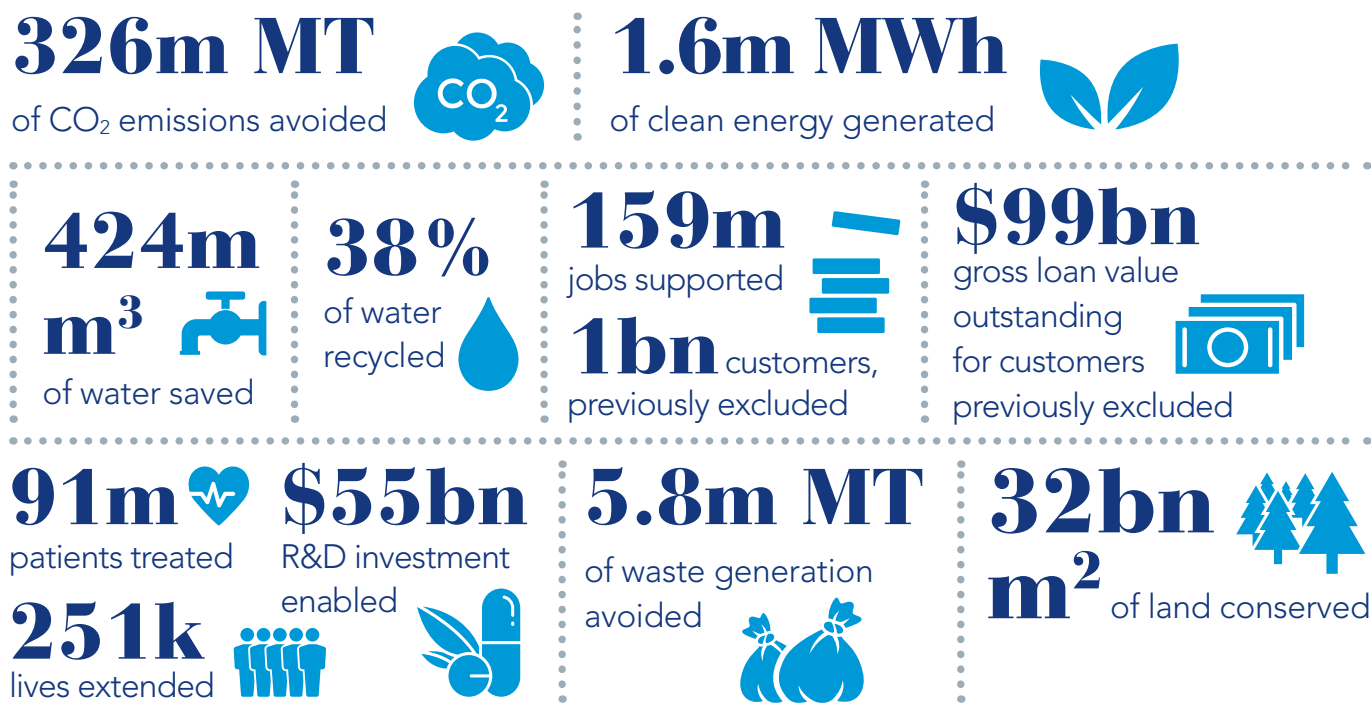 326m MT
of CO₂ emissions avoided
CO₂
1.6m MWh
of clean energy generated
424m
m³
of water saved
38%
of water
recycled
159m
jobs supported
1bn customers,
previously excluded
$99bn
gross loan value
outstanding
for customers
previously excluded
91m
patients treated
251k
lives extended
$55bn
R&D investment
enabled
5.8m MT
of waste generation
avoided
32bn
m² of land conserved